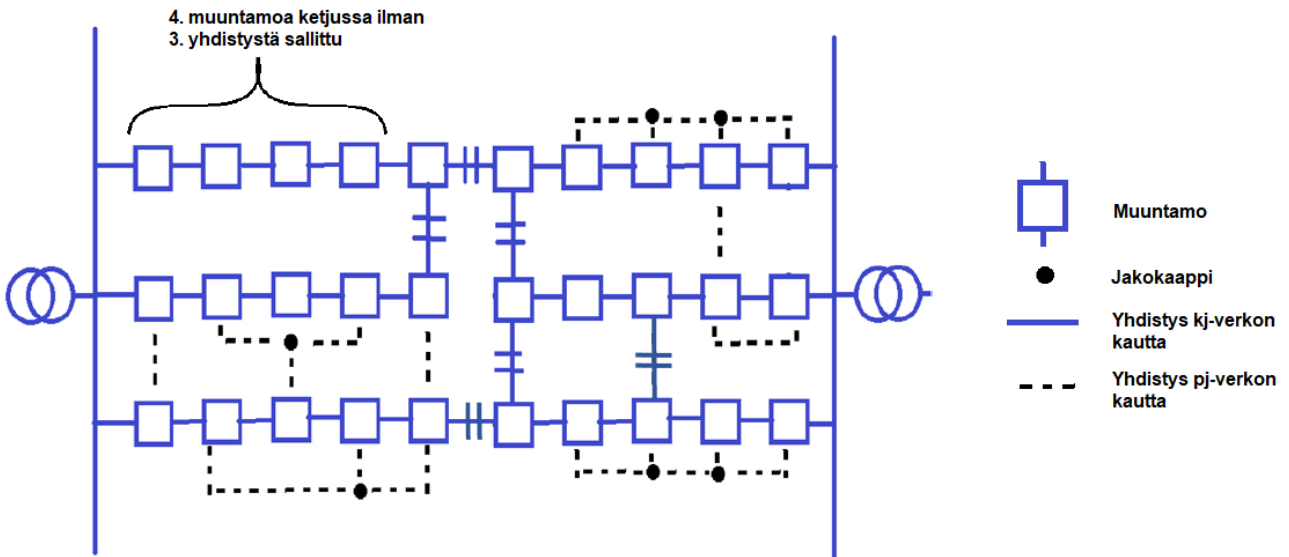 4. muuntamoa ketjussa ilman
3. yhdistystä sallittu
Muuntamo
Jakokaappi
Yhdistys kj-verkon
kautta
Yhdistys pj-verkon
kautta